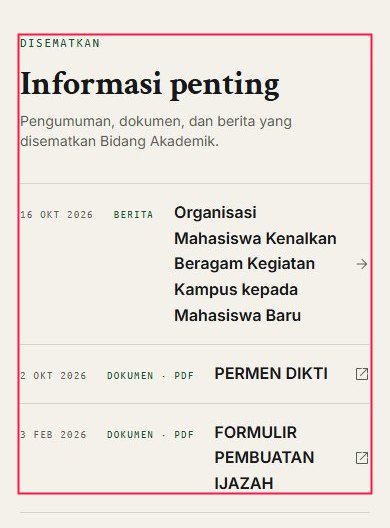 DISEMATKAN
Informasi penting
Pengumuman, dokumen, dan berita yang
disematkan Bidang Akademik.
16 OKT 2026 BERITA Organisasi
Mahasiswa Kenalkan
Beragam Kegiatan
Kampus kepada
Mahasiswa Baru
2 OKT 2026 DOKUMEN · PDF PERMEN DIKTI
3 FEB 2026 DOKUMEN · PDF FORMULIR
PEMBUATAN
IJAZAH